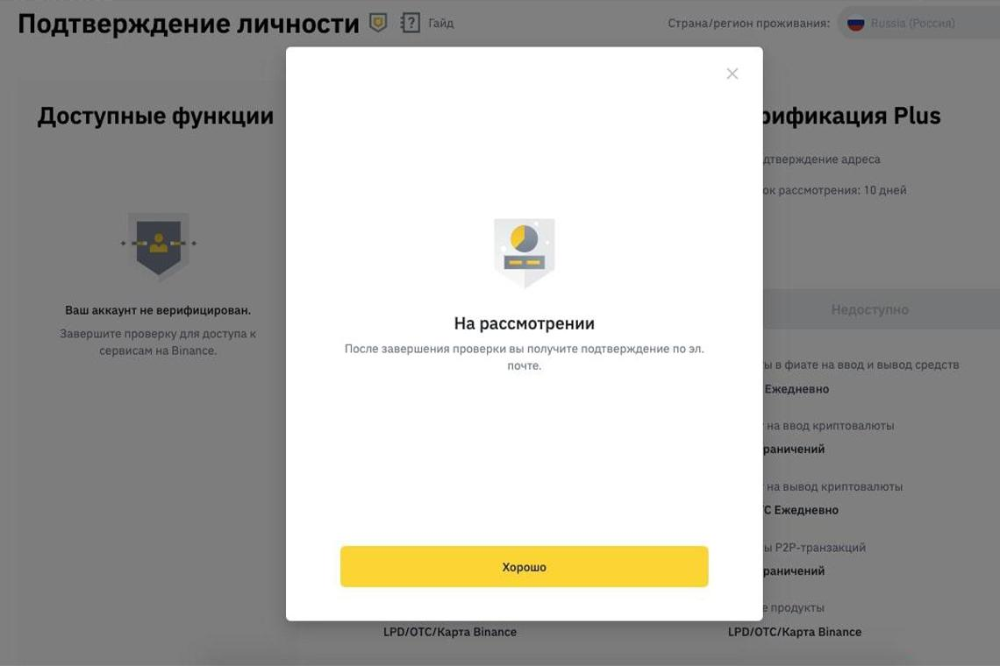 Подтверждение личности
Гайд
Страна/регион проживания:
Russia (Россия)
Доступные функции
Ваш аккаунт не верифицирован.
Завершите проверку для доступа к
сервисам на Binance.
На рассмотрении
После завершения проверки вы получите подтверждение по эл.
почте.
Хорошо
LPD/OTC/Карта Binance
рификация Plus
дтверждение адреса
ок рассмотрения: 10 дней
Недоступно
ы в фиате на ввод и вывод средств
Ежедневно
на ввод криптовалюты
раничений
на вывод криптовалюты
C Ежедневно
ы P2P-транзакций
раничений
е продукты
LPD/OTC/Карта Binance